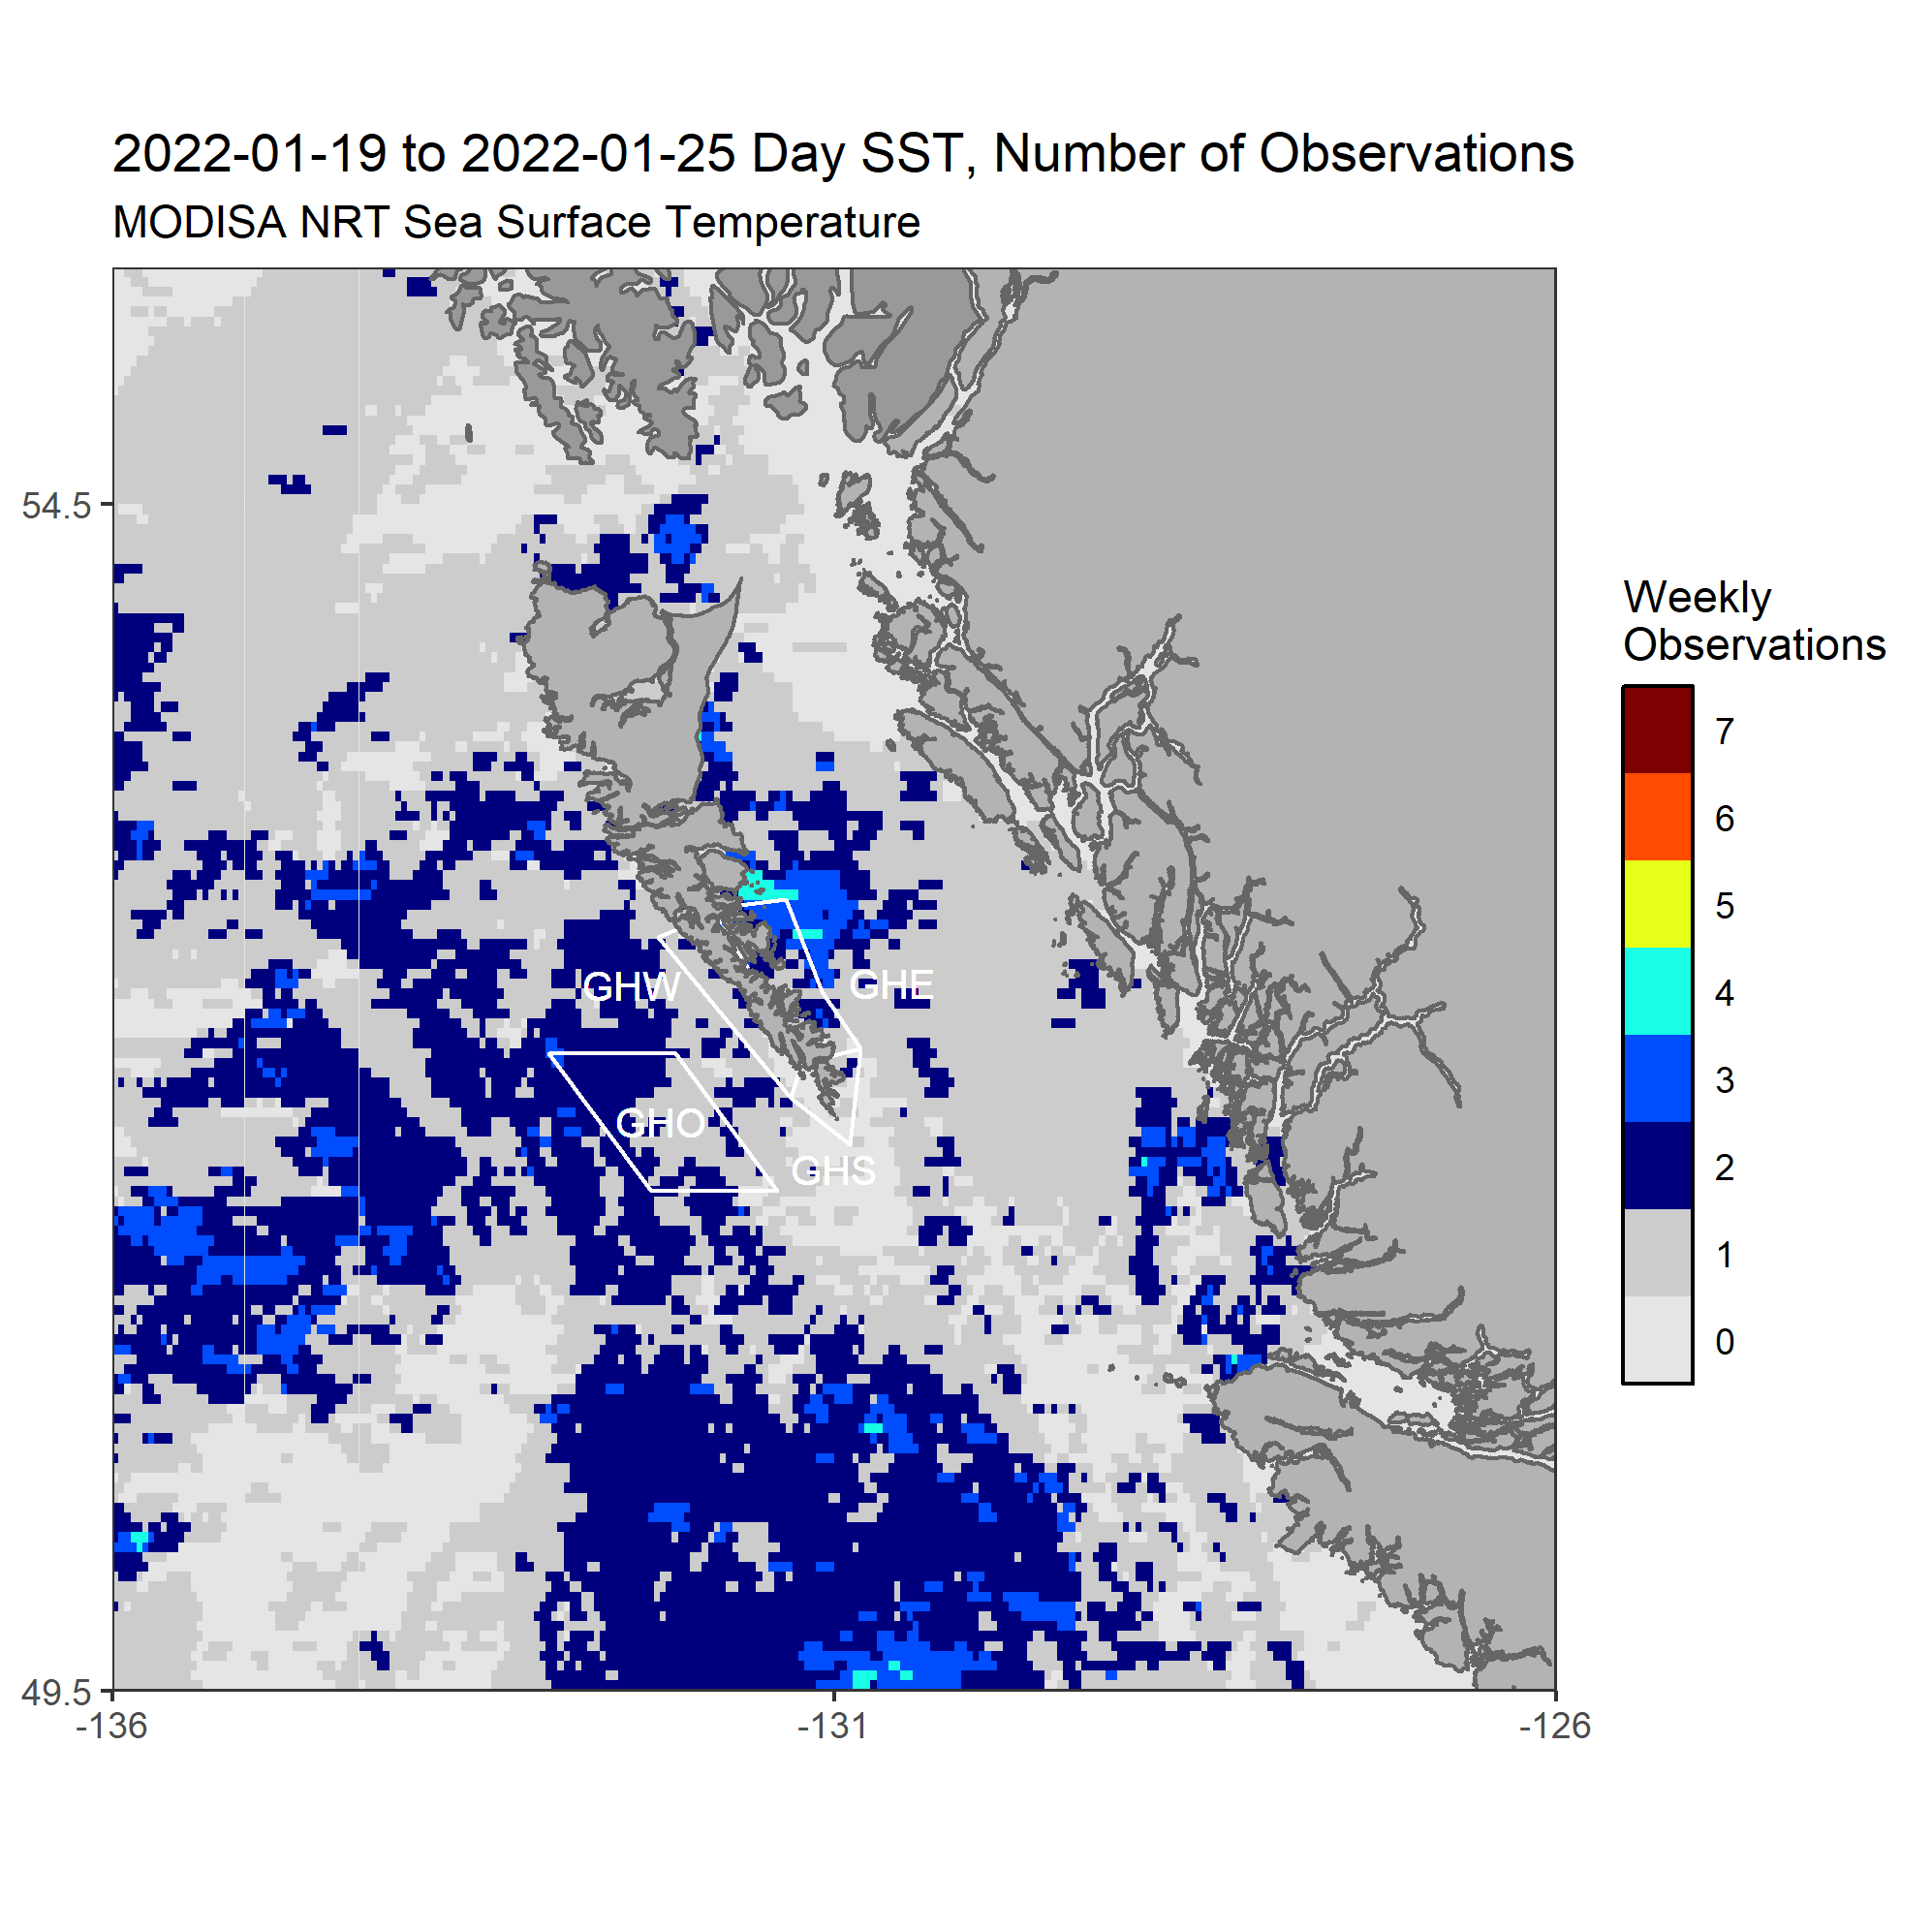 2022-01-19 to 2022-01-25 Day SST, Number of Observations
MODISA NRT Sea Surface Temperature
54.5
49.5
-136
-131
-126
GHW
GHE
GHO
GHS
Weekly
Observations
7
6
5
4
3
2
1
0